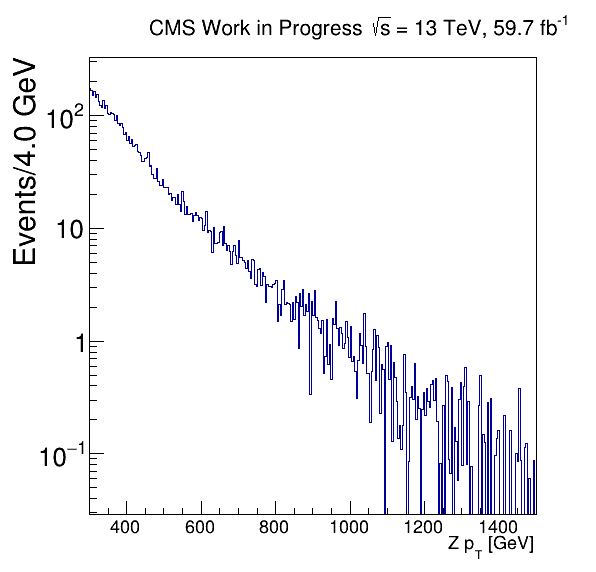 CMS Work in Progress √s = 13 TeV, 59.7 fb⁻¹
Events/4.0 GeV
10²
10
1
10⁻¹
400 600 800 1000 1200 1400
Z p_T [GeV]